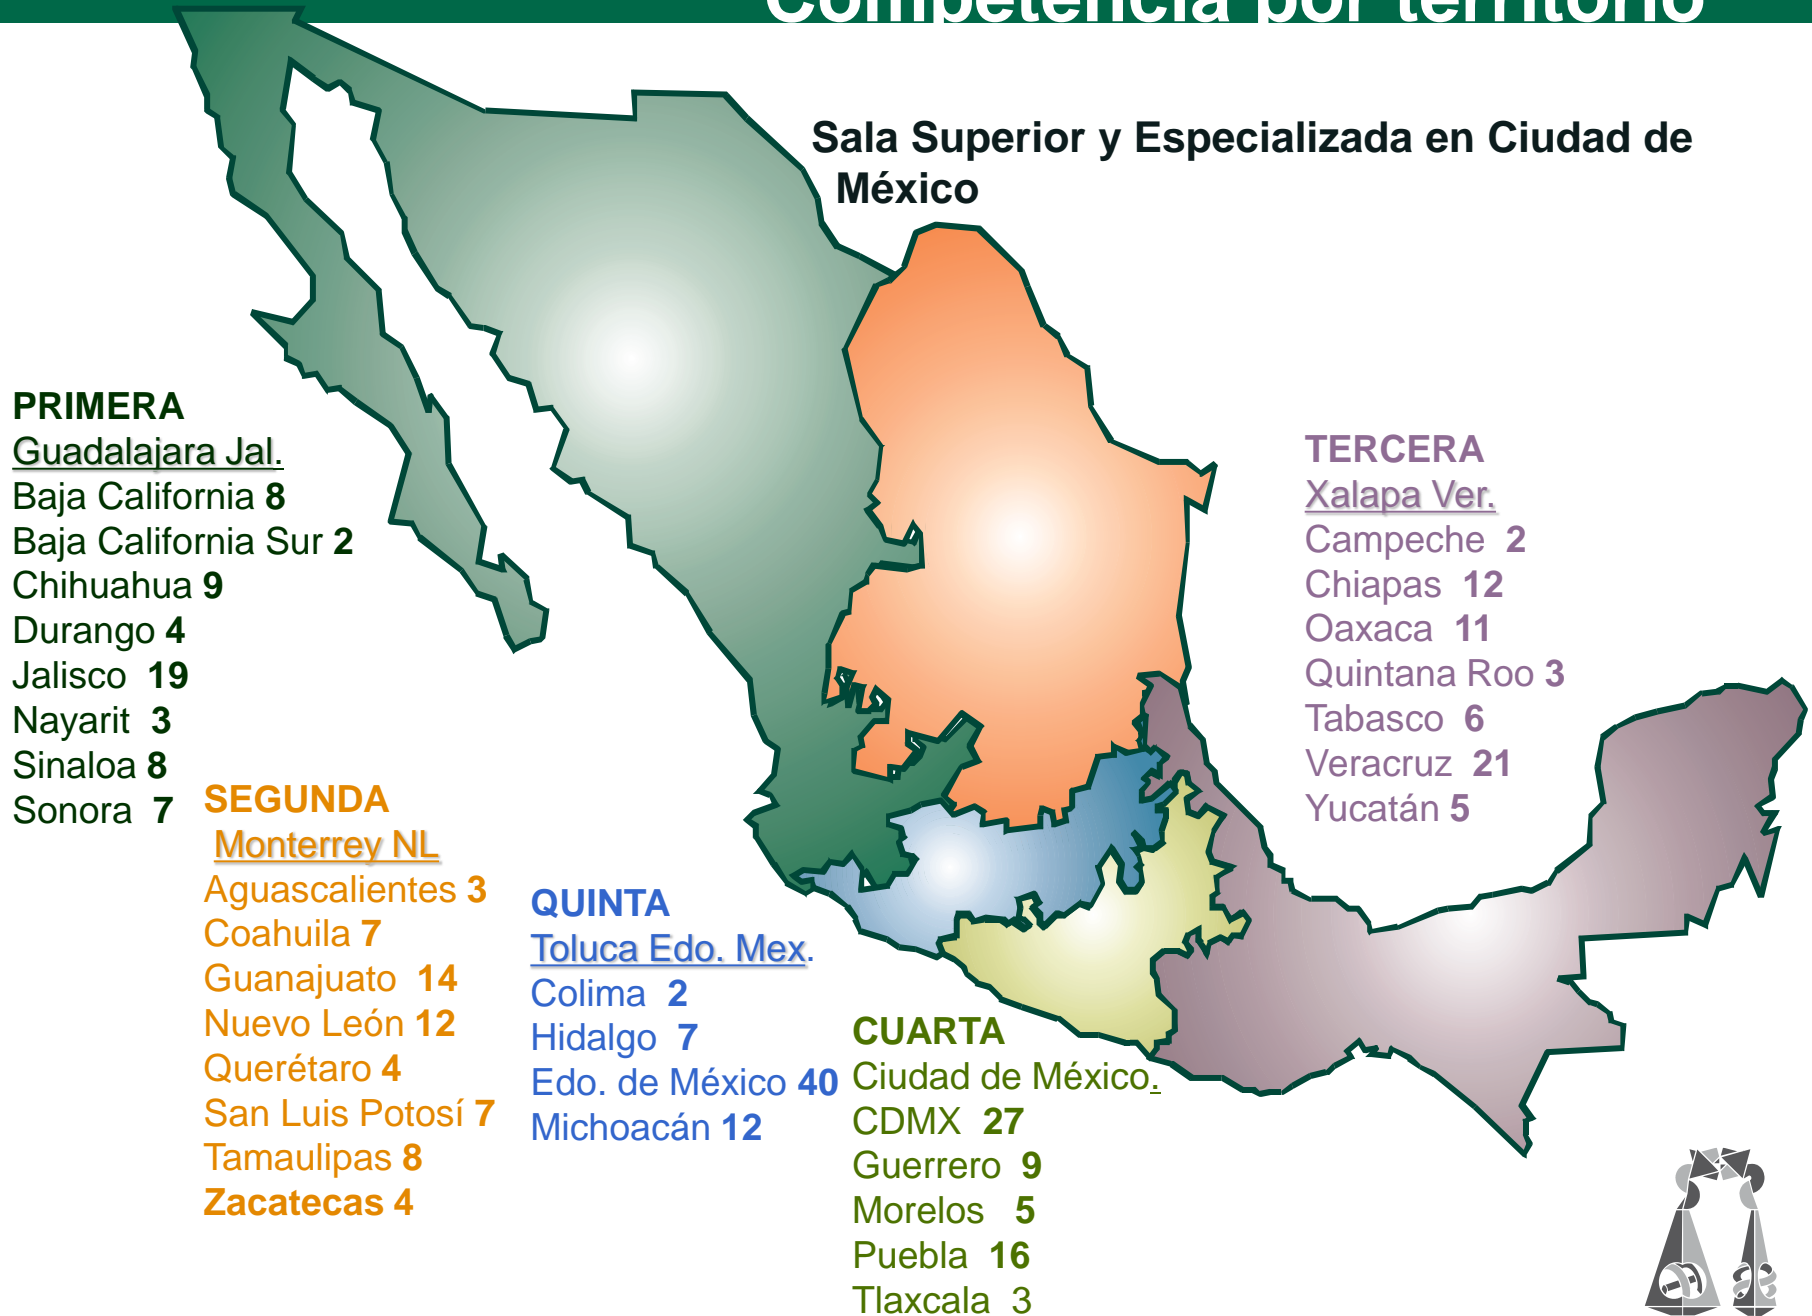 Competencia por territorio
Sala Superior y Especializada en Ciudad de
México
PRIMERA
Guadalajara Jal.
Baja California 8
Baja California Sur 2
Chihuahua 9
Durango 4
Jalisco 19
Nayarit 3
Sinaloa 8
Sonora 7
SEGUNDA
Monterrey NL
Aguascalientes 3
Coahuila 7
Guanajuato 14
Nuevo León 12
Querétaro 4
San Luis Potosí 7
Tamaulipas 8
Zacatecas 4
TERCERA
Xalapa Ver.
Campeche 2
Chiapas 12
Oaxaca 11
Quintana Roo 3
Tabasco 6
Veracruz 21
Yucatán 5
QUINTA
Toluca Edo. Mex.
Colima 2
Hidalgo 7
Edo. de México 40
Michoacán 12
CUARTA
Ciudad de México.
CDMX 27
Guerrero 9
Morelos 5
Puebla 16
Tlaxcala 3